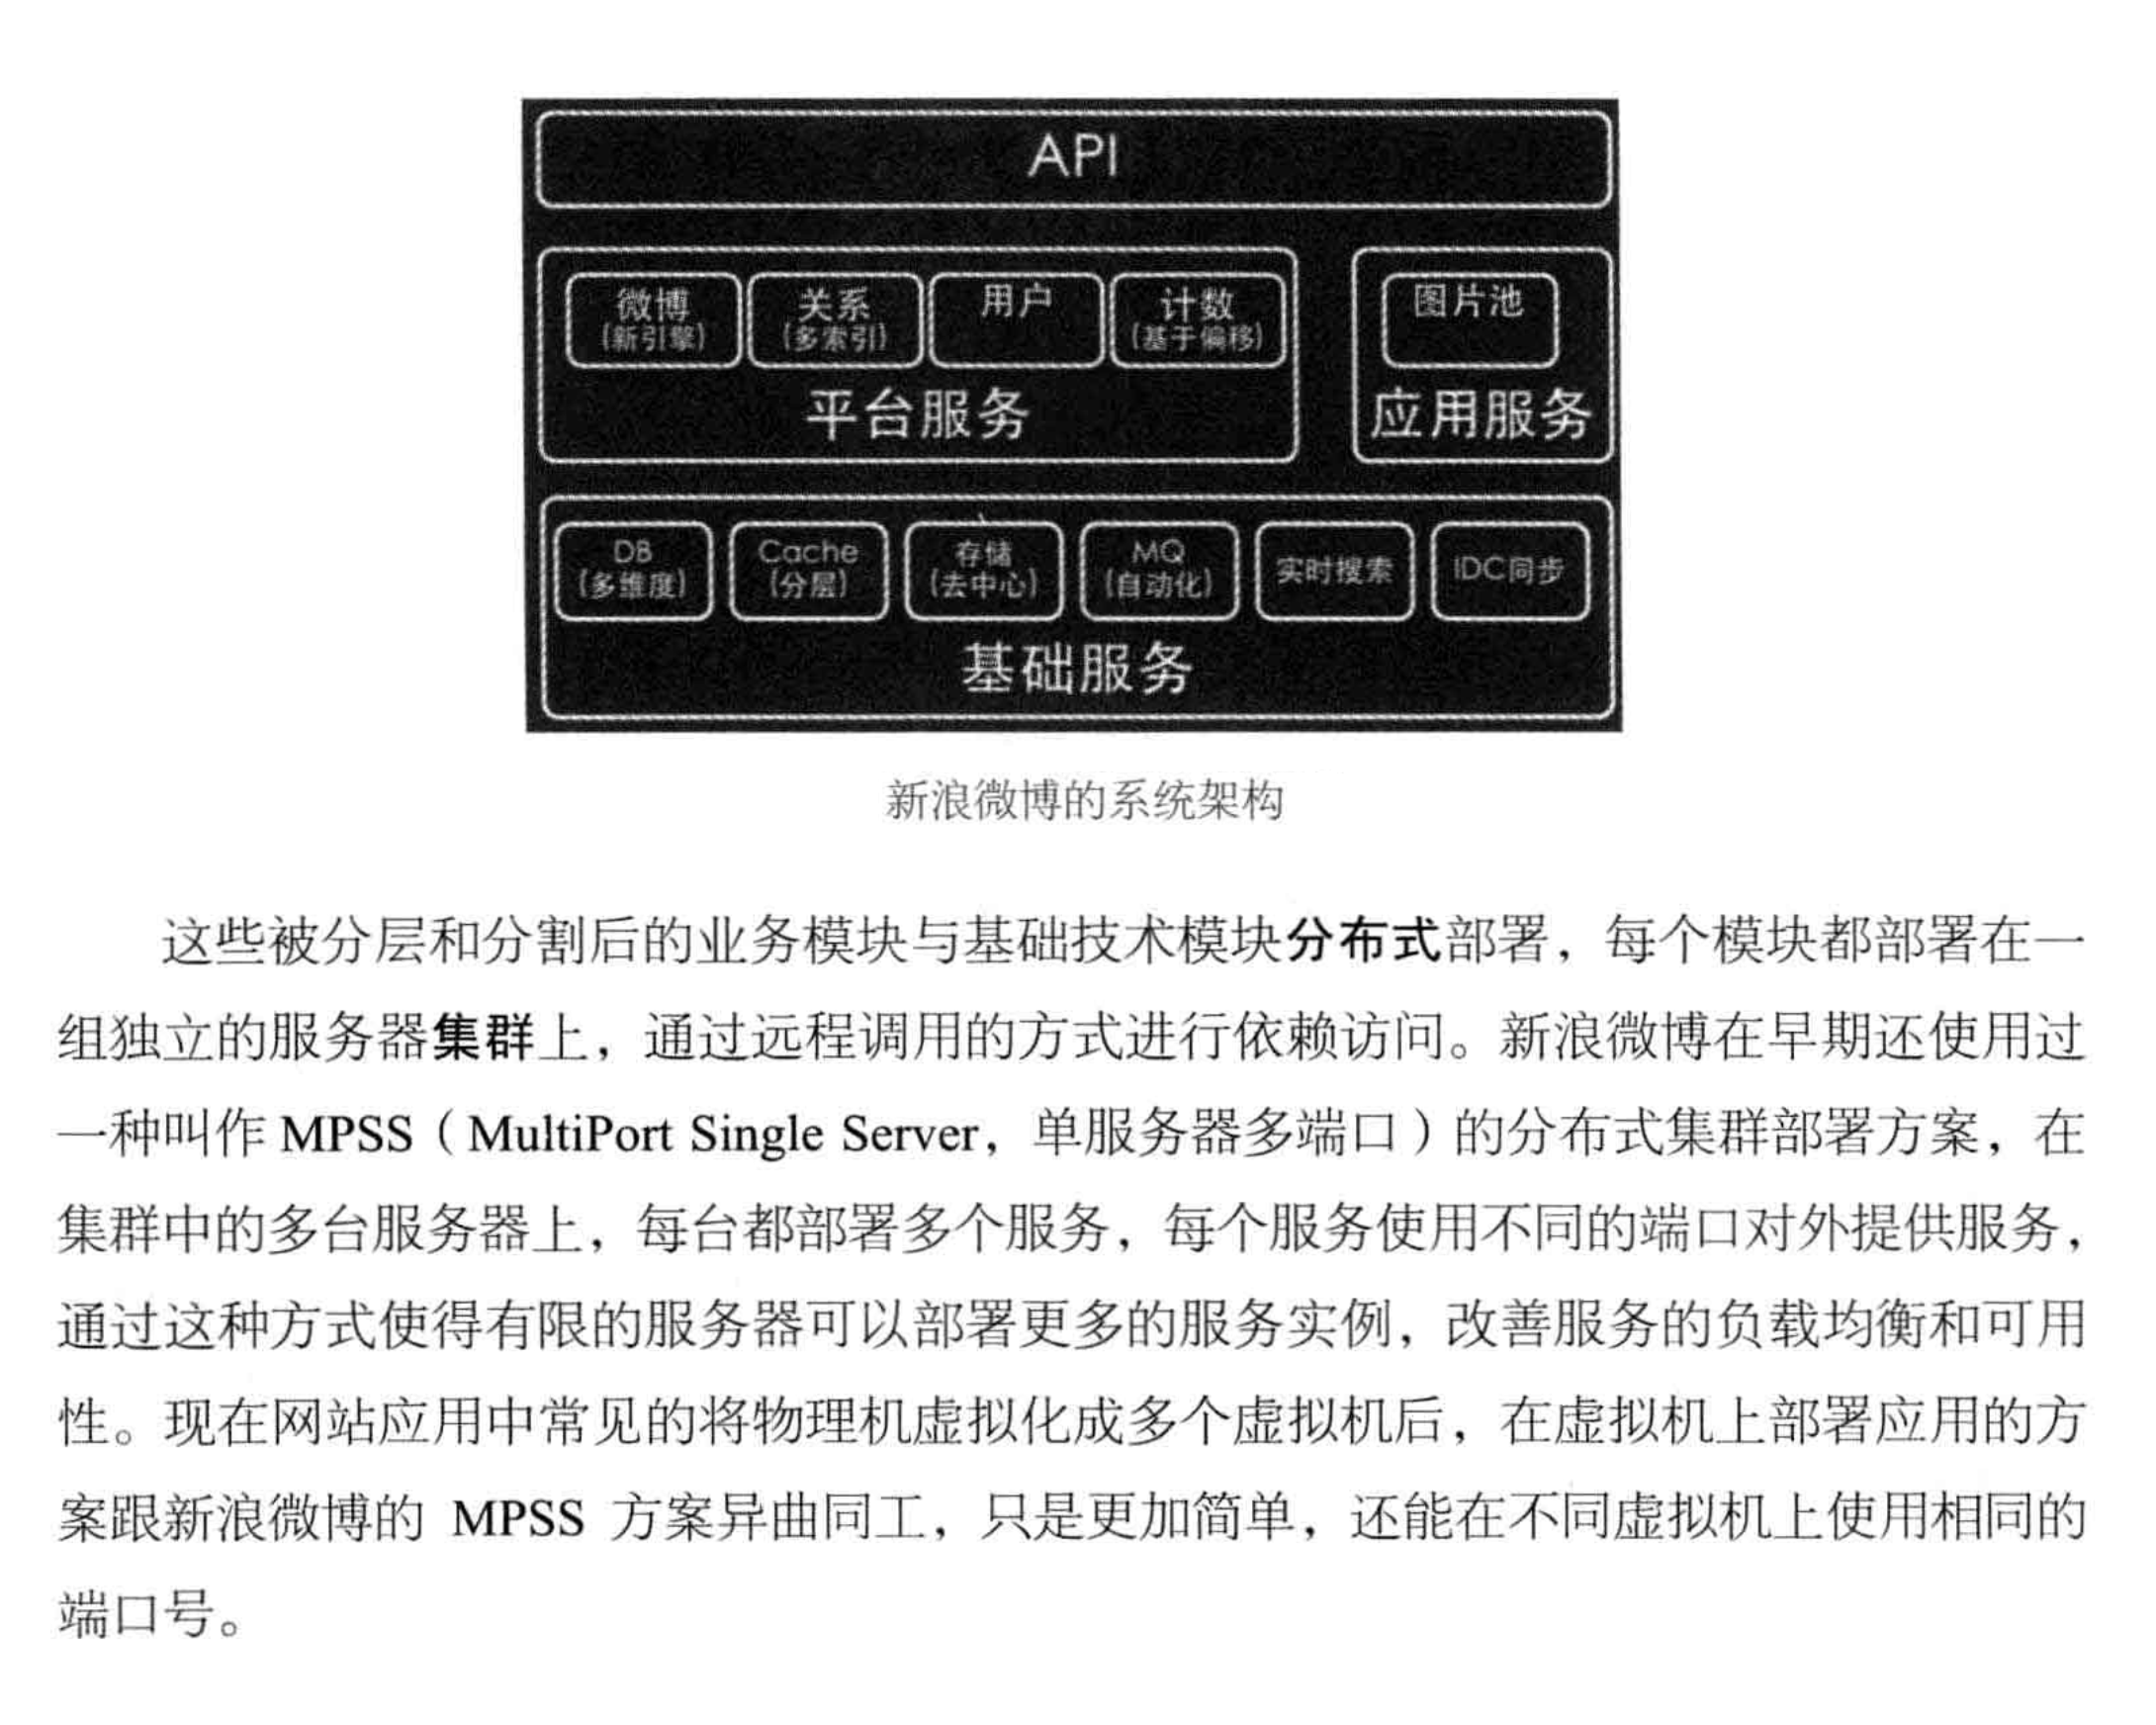 API
微博
(新引擎)
关系
(多索引)
用户
计数
(基于偏移)
平台服务
图片池
应用服务
DB
(多维度)
Cache
(分层)
存储
(去中心)
MQ
(自动化)
实时搜索
IDC同步
基础服务
新浪微博的系统架构
这些被分层和分割后的业务模块与基础技术模块分布式部署，每个模块都部署在一
组独立的服务器集群上，通过远程调用的方式进行依赖访问。新浪微博在早期还使用过
一种叫作 MPSS（MultiPort Single Server，单服务器多端口）的分布式集群部署方案，在
集群中的多台服务器上，每台都部署多个服务，每个服务使用不同的端口对外提供服务，
通过这种方式使得有限的服务器可以部署更多的服务实例，改善服务的负载均衡和可用
性。现在网站应用中常见的将物理机虚拟化成多个虚拟机后，在虚拟机上部署应用的方
案跟新浪微博的 MPSS 方案异曲同工，只是更加简单，还能在不同虚拟机上使用相同的
端口号。